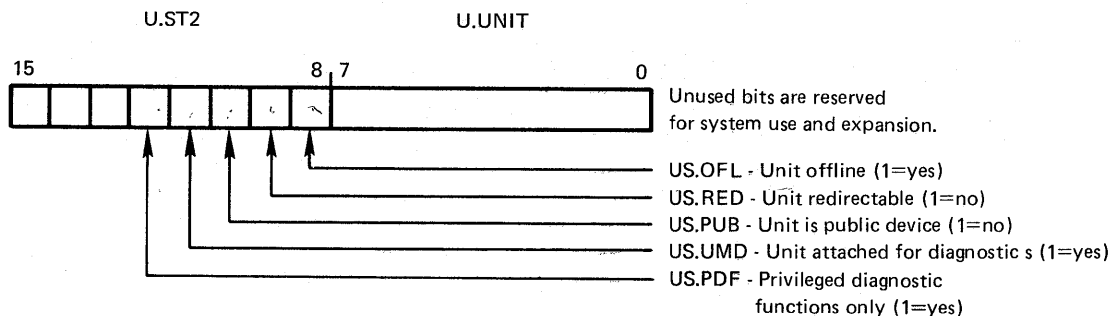 U.ST2 U.UNIT
15 8 7 0
Unused bits are reserved
for system use and expansion.
US.OFL - Unit offline (1=yes)
US.RED - Unit redirectable (1=no)
US.PUB - Unit is public device (1=no)
US.UMD - Unit attached for diagnostic s (1=yes)
US.PDF - Privileged diagnostic
functions only (1=yes)